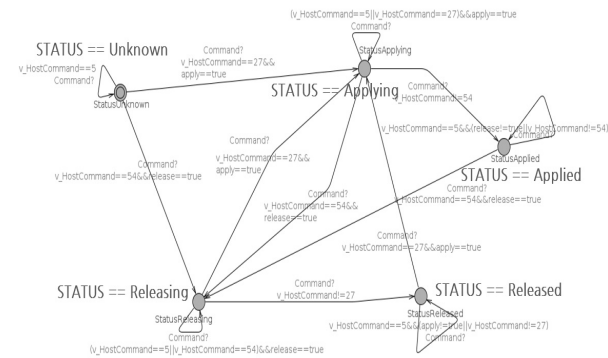 (v_HostCommand==5||v_HostCommand==27)&&apply==true
Command?
STATUS == Unknown
StatusApplying
Command?
v_HostCommand==27&&
apply==true
v_HostCommand==5
Command?
StatusUnknown
STATUS == Applying
Command?
v_HostCommand!=54
v_HostCommand==5&&(release!=true||v_HostCommand!=54)
Command?
StatusApplied
STATUS == Applied
Command?
v_HostCommand==27&&
apply==true
Command?
v_HostCommand==54&&release==true
Command?
v_HostCommand==54&&release==true
Command?
v_HostCommand==54&&
release==true
Command?
v_HostCommand==27&&apply==true
STATUS == Releasing
Command?
v_HostCommand!=27
STATUS == Released
StatusReleasing
StatusReleased
v_HostCommand==5&&(apply!=true||v_HostCommand!=27)
Command?
Command?
(v_HostCommand==5||v_HostCommand==54)&&release==true